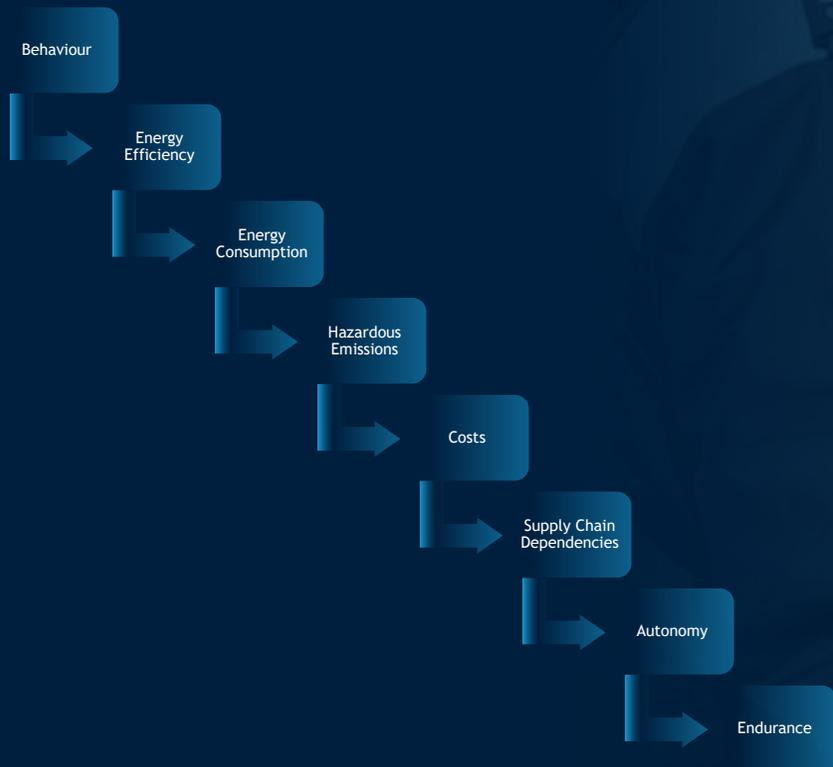 Behaviour
Energy
Efficiency
Energy
Consumption
Hazardous
Emissions
Costs
Supply Chain
Dependencies
Autonomy
Endurance